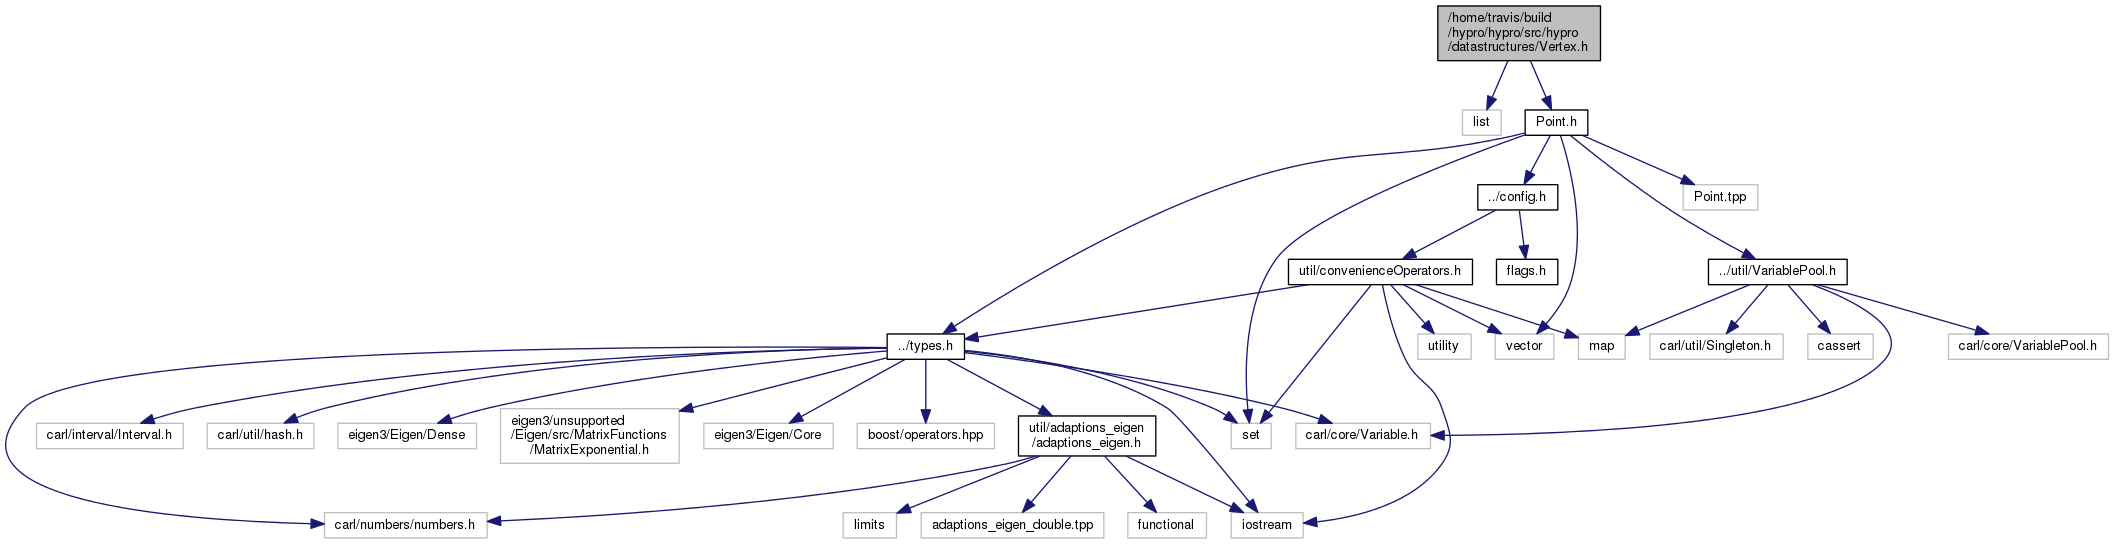 /home/travis/build
/hypro/hypro/src/hypro
/datastructures/Vertex.h
list
Point.h
../config.h
Point.tpp
util/convenienceOperators.h
flags.h
../util/VariablePool.h
../types.h
utility
vector
map
carl/util/Singleton.h
cassert
carl/core/VariablePool.h
carl/interval/Interval.h
carl/util/hash.h
eigen3/Eigen/Dense
eigen3/unsupported
/Eigen/src/MatrixFunctions
/MatrixExponential.h
eigen3/Eigen/Core
boost/operators.hpp
util/adaptions_eigen
/adaptions_eigen.h
set
carl/core/Variable.h
carl/numbers/numbers.h
limits
adaptions_eigen_double.tpp
functional
iostream